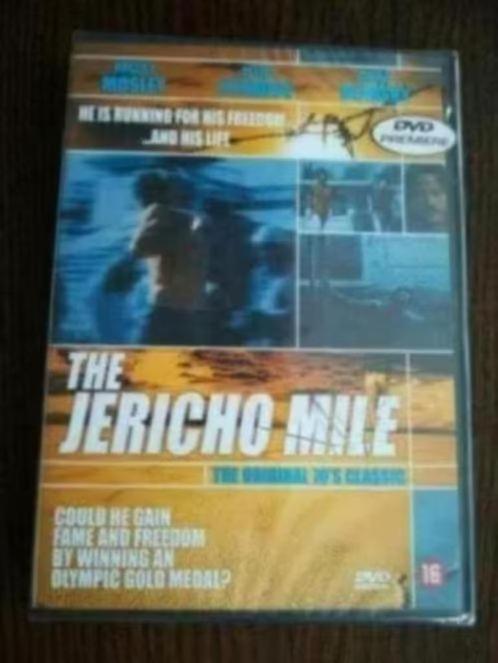 MOSLEY
HE IS RUNNING FOR HIS FREEDOM
...AND HIS LIFE
DVD
PREMIERE
THE
JERICHO MILE
THE ORIGINAL 70'S CLASSIC
COULD HE GAIN
FAME AND FREEDOM
BY WINNING AN
OLYMPIC GOLD MEDAL?
DVD
16